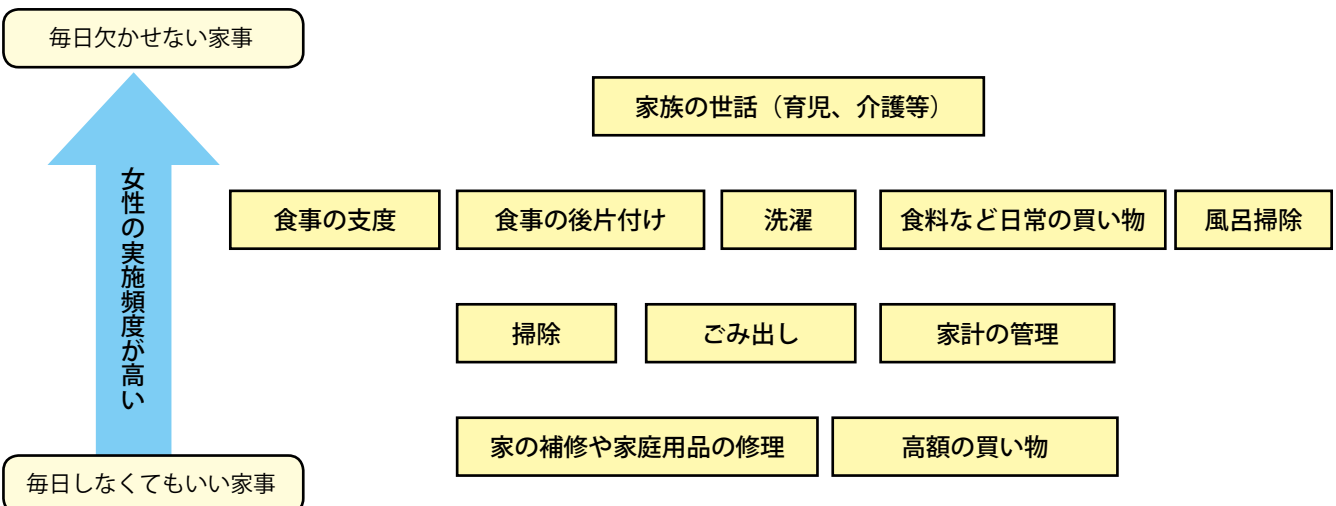 毎日欠かせない家事
家族の世話（育児、介護等）
女性の実施頻度が高い
食事の支度
食事の後片付け
洗濯
食料など日常の買い物
風呂掃除
掃除
ごみ出し
家計の管理
家の補修や家庭用品の修理
高額の買い物
毎日しなくてもいい家事